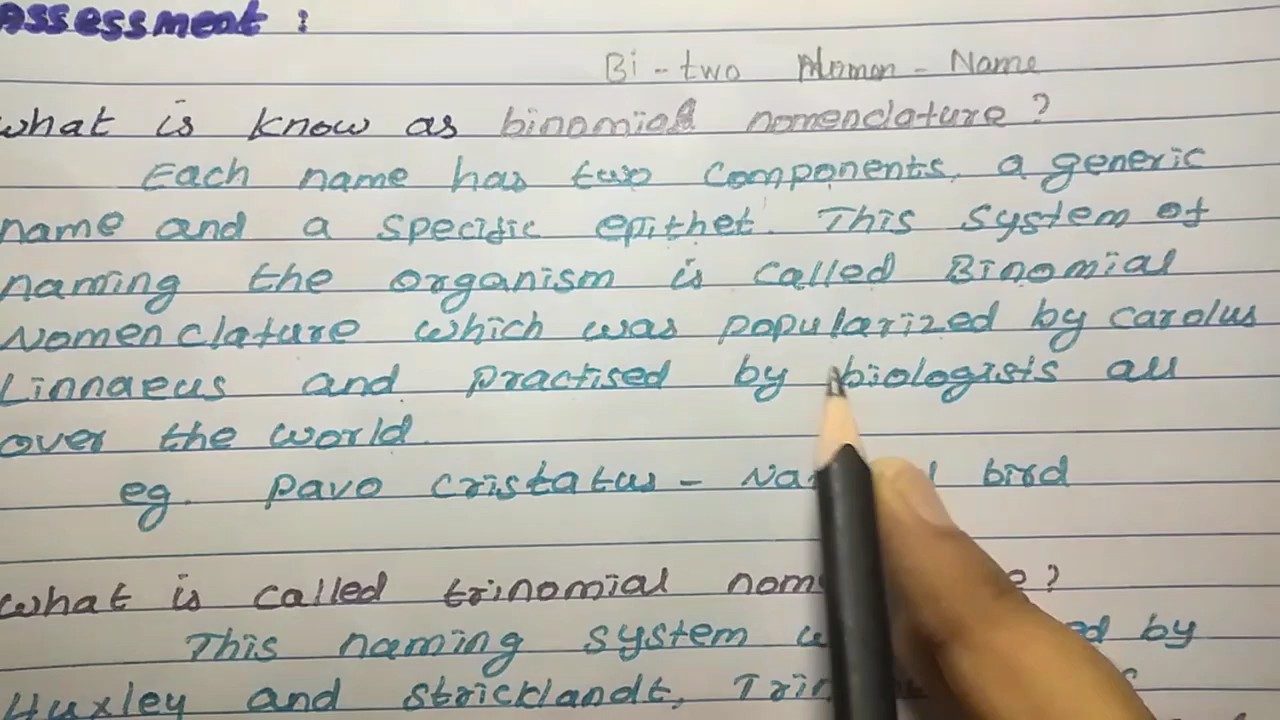 Assessment :
Bi - two Nomen - Name
What is know as binomial nomenclature ?
Each name has two components, a generic
name and a specific epithet. This system of
naming the organism is called Binomial
Nomenclature which was popularized by Carolus
Linnaeus and practised by biologists all
over the world.
eg. Pavo cristatus - bird
What is called trinomial ?
This naming system by
Huxley and Stricklandt,